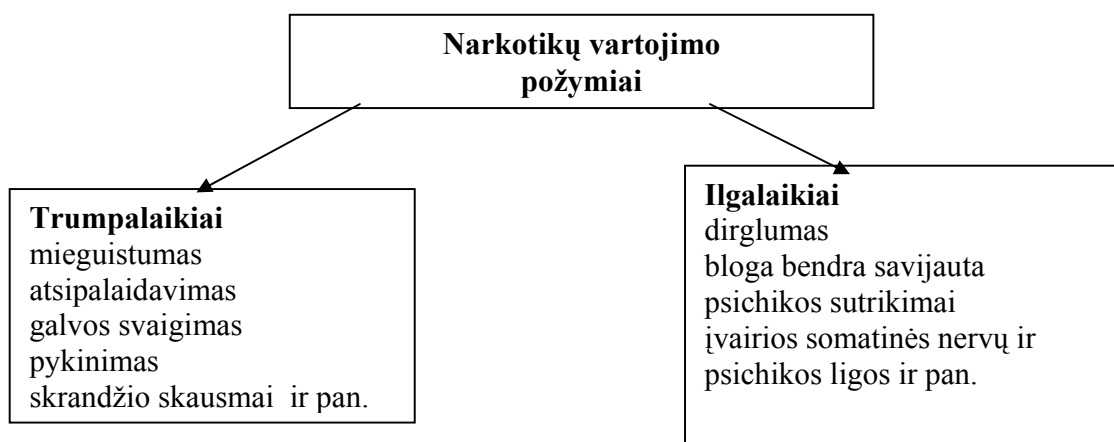 Narkotikų vartojimo
požymiai
Trumpalaikiai
mieguistumas
atsipalaidavimas
galvos svaigimas
pykinimas
skrandžio skausmai ir pan.
Ilgalaikiai
dirglumas
bloga bendra savijauta
psichikos sutrikimai
įvairios somatinės nervų ir
psichikos ligos ir pan.